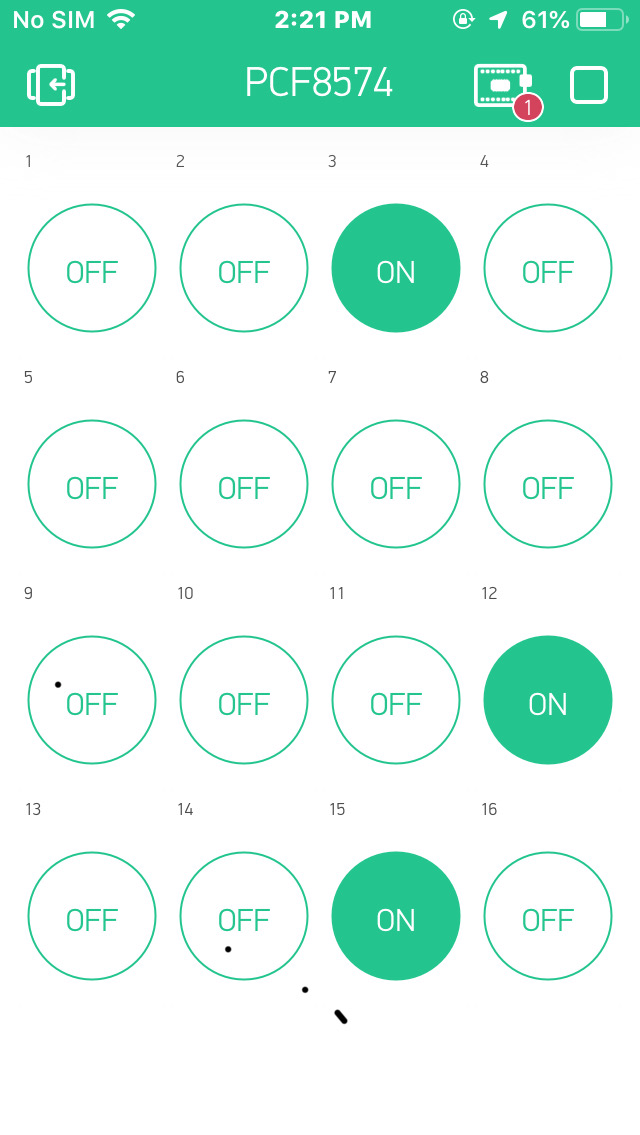 No SIM 2:21 PM 61%
PCF8574 1
1 2 3 4
OFF OFF ON OFF
5 6 7 8
OFF OFF OFF OFF
9 10 11 12
OFF OFF OFF ON
13 14 15 16
OFF OFF ON OFF